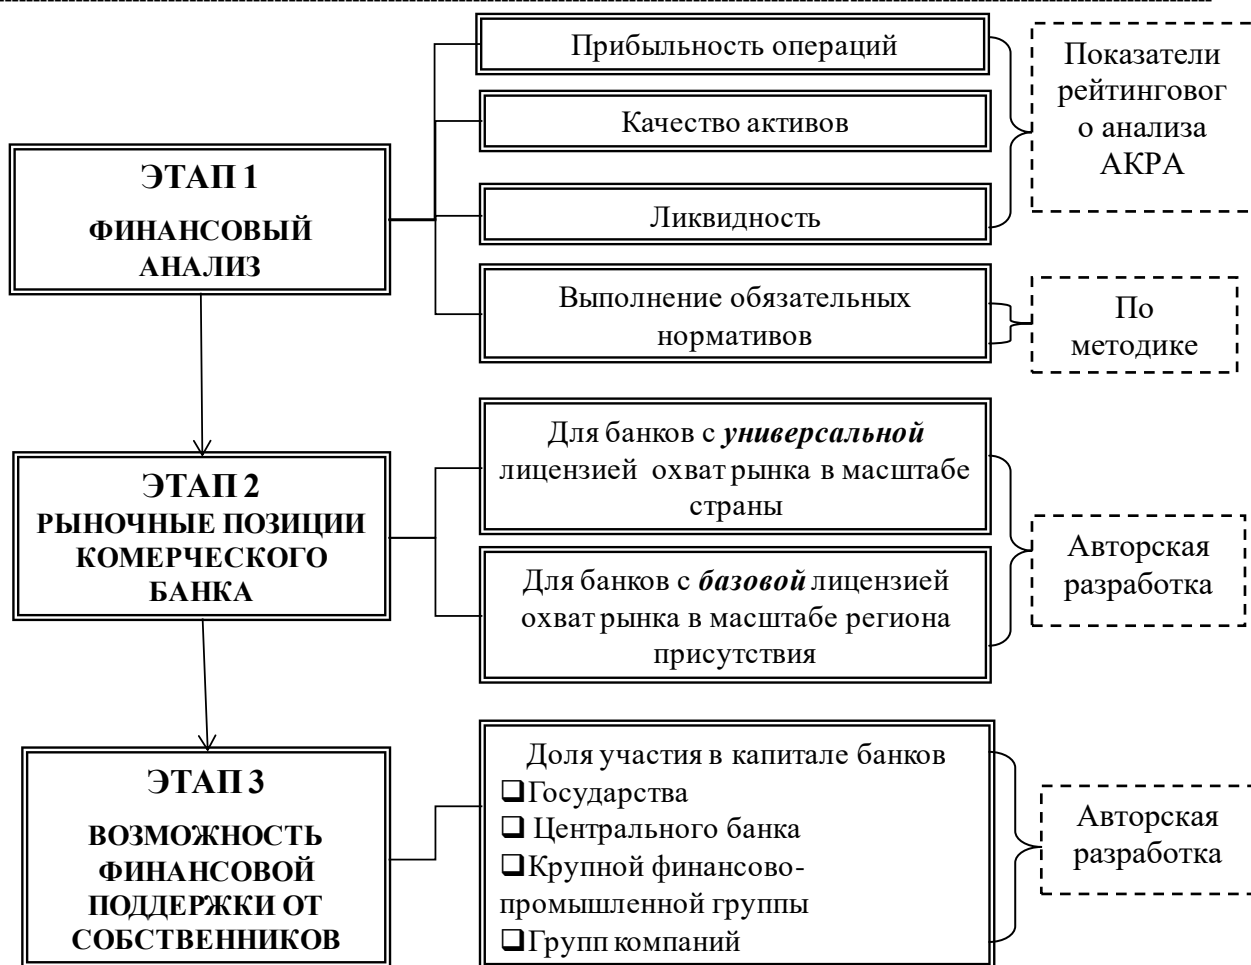 Прибыльность операций
Качество активов
Ликвидность
Выполнение обязательных
нормативов
Показатели
рейтинговог
о анализа
АКРА
По
методике
ЭТАП 1
ФИНАНСОВЫЙ
АНАЛИЗ
ЭТАП 2
РЫНОЧНЫЕ ПОЗИЦИИ
КОМЕРЧЕСКОГО
БАНКА
Для банков с универсальной
лицензией охват рынка в масштабе
страны
Для банков с базовой лицензией
охват рынка в масштабе региона
присутствия
Авторская
разработка
ЭТАП 3
ВОЗМОЖНОСТЬ
ФИНАНСОВОЙ
ПОДДЕРЖКИ ОТ
СОБСТВЕННИКОВ
Доля участия в капитале банков
❑Государства
❑ Центрального банка
❑Крупной финансово-
промышленной группы
❑Групп компаний
Авторская
разработка